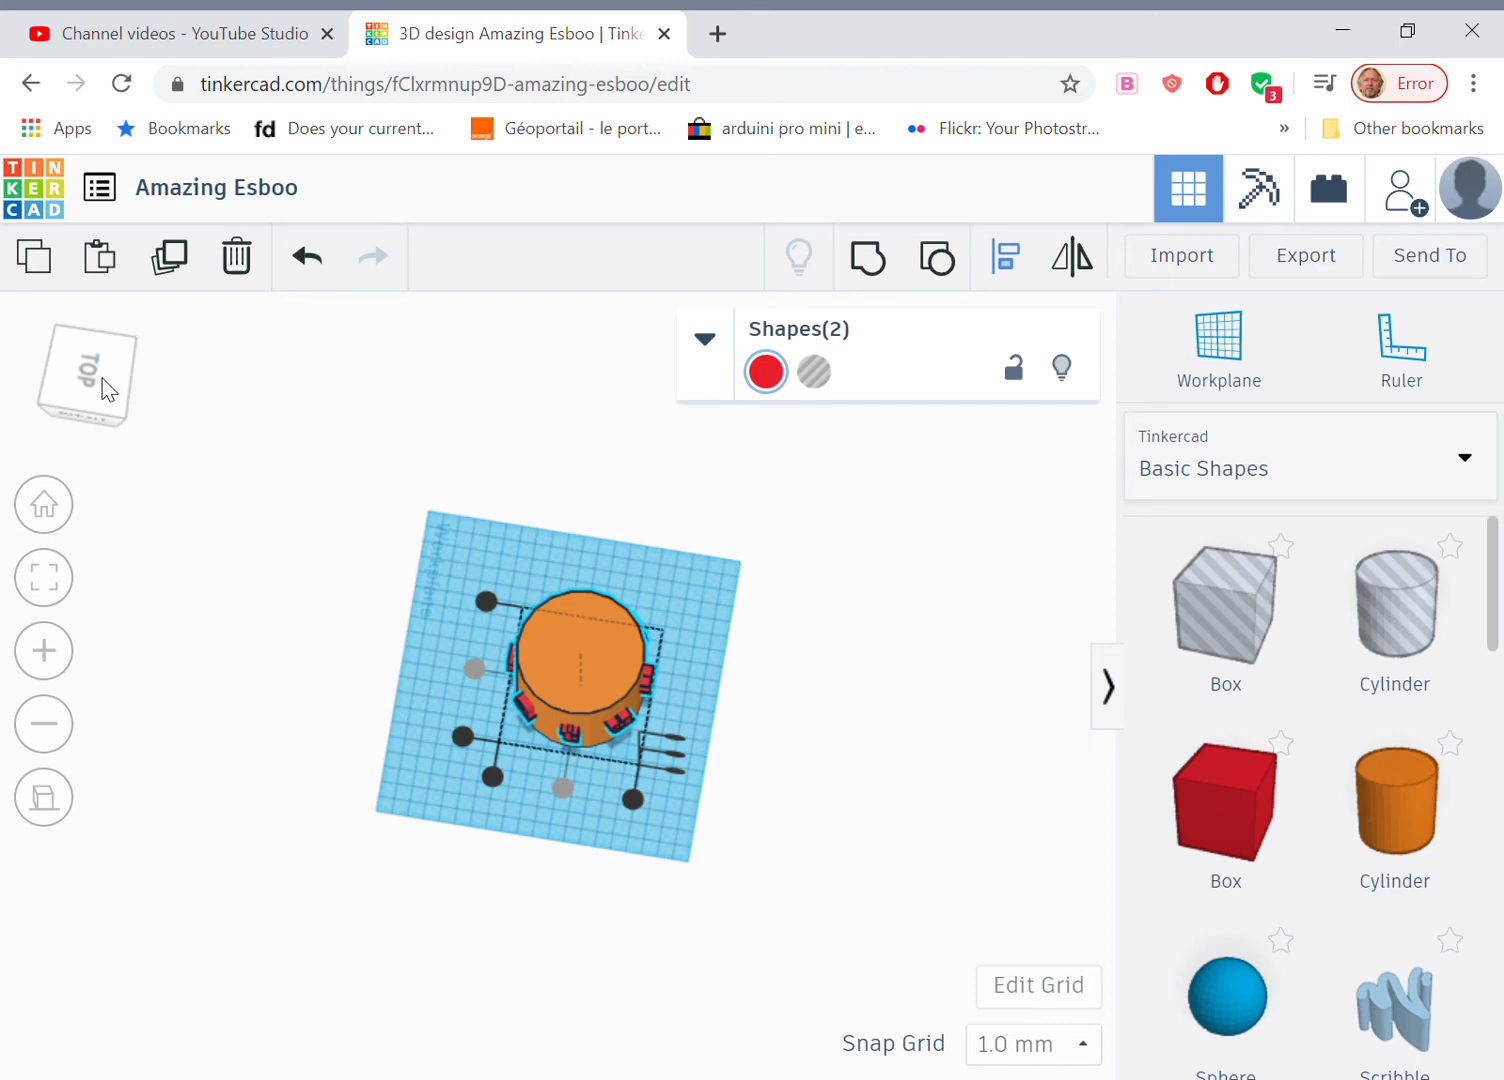 Channel videos - YouTube Studio
3D design Amazing Esboo | Tinke
tinkercad.com/things/fClxrmnup9D-amazing-esboo/edit
3
Error
Apps
Bookmarks
fd Does your current...
Géoportail - le port...
arduini pro mini | e...
Flickr: Your Photostr...
»
Other bookmarks
TIN
KER
CAD
Amazing Esboo
Import
Export
Send To
TOP
Shapes(2)
Workplane
Ruler
Tinkercad
Basic Shapes
Workplane
Box
Cylinder
Box
Cylinder
Edit Grid
Snap Grid
1.0 mm
Sphere
Scribble